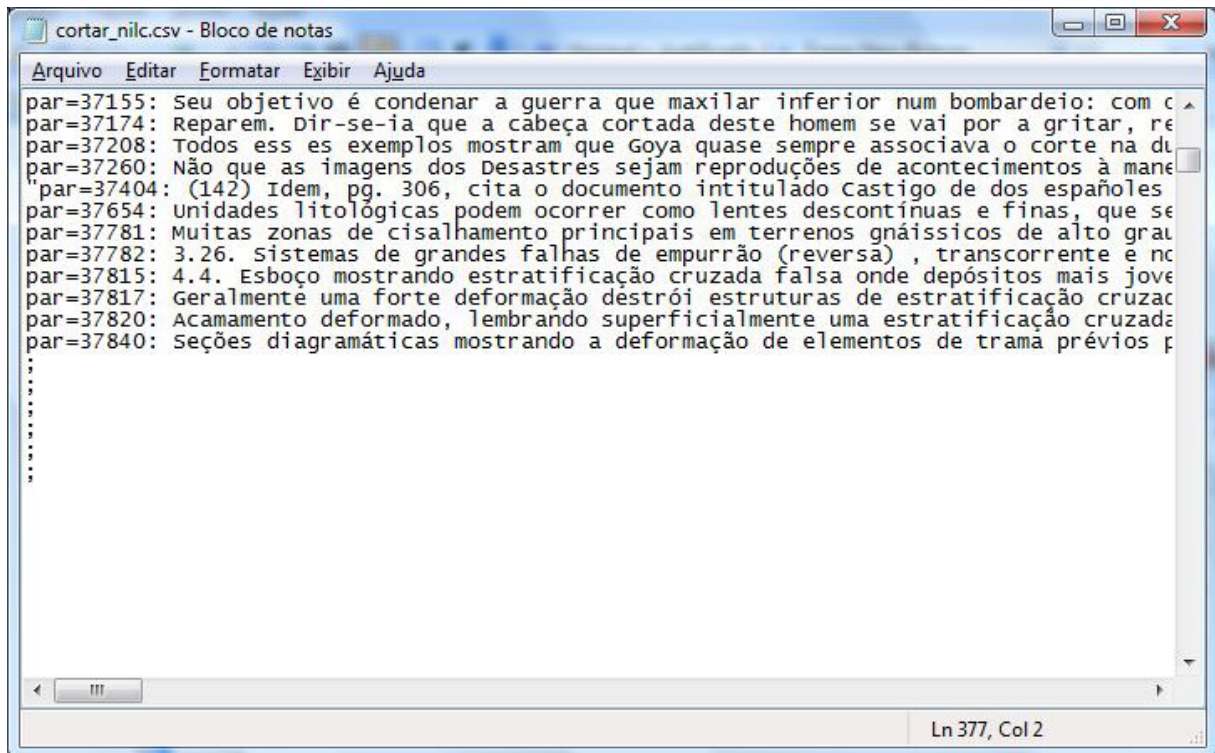 cortar_nilc.csv - Bloco de notas
Arquivo Editar Formatar Exibir Ajuda
par=37155: Seu objetivo é condenar a guerra que maxilar inferior num bombardeio: com
par=37174: Reparem. Dir-se-ia que a cabeça cortada deste homem se vai por a gritar,
par=37208: Todos ess es exemplos mostram que Goya quase sempre associava o corte na
par=37260: Não que as imagens dos Desastres sejam reproduções de acontecimentos à
"par=37404: (142) Idem, pg. 306, cita o documento intitulado Castigo de dos españoles
par=37654: Unidades litológicas podem ocorrer como lentes descontínuas e finas, que
par=37781: Muitas zonas de cisalhamento principais em terrenos gnáissicos de alto
par=37782: 3.26. Sistemas de grandes falhas de empurrão (reversa) , transcorrente e
par=37815: 4.4. Esboço mostrando estratificação cruzada falsa onde depósitos mais
par=37817: Geralmente uma forte deformação destrói estruturas de estratificação
par=37820: Acamamento deformado, lembrando superficialmente uma estratificação cruzada
par=37840: Seções diagramáticas mostrando a deformação de elementos de trama prévios
;
;
;
;
;
;
Ln 377, Col 2